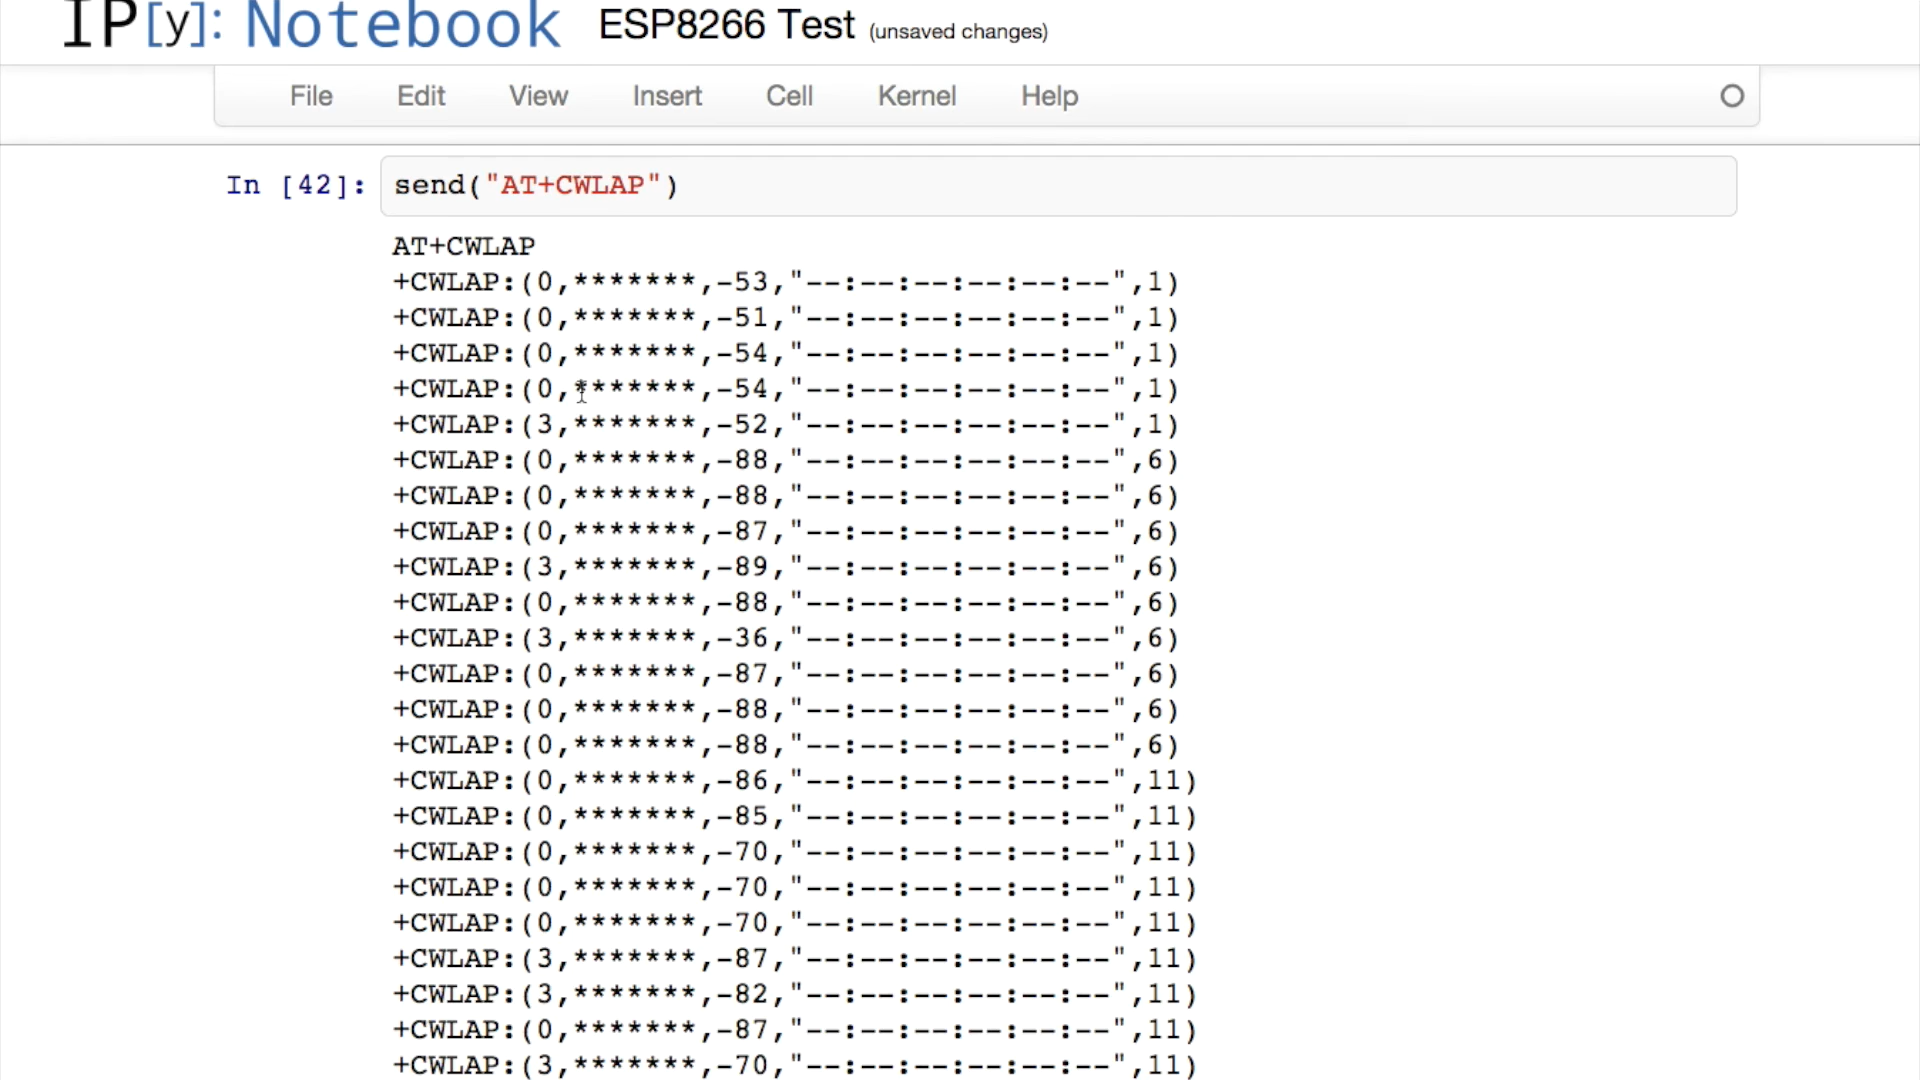 IP[y]: Notebook ESP8266 Test (unsaved changes)
File Edit View Insert Cell Kernel Help
In [42]: send("AT+CWLAP")
AT+CWLAP
+CWLAP:(0,*******,-53,"--:--:--:--:--:--",1)
+CWLAP:(0,*******,-51,"--:--:--:--:--:--",1)
+CWLAP:(0,*******,-54,"--:--:--:--:--:--",1)
+CWLAP:(0,*******,-54,"--:--:--:--:--:--",1)
+CWLAP:(3,*******,-52,"--:--:--:--:--:--",1)
+CWLAP:(0,*******,-88,"--:--:--:--:--:--",6)
+CWLAP:(0,*******,-88,"--:--:--:--:--:--",6)
+CWLAP:(0,*******,-87,"--:--:--:--:--:--",6)
+CWLAP:(3,*******,-89,"--:--:--:--:--:--",6)
+CWLAP:(0,*******,-88,"--:--:--:--:--:--",6)
+CWLAP:(3,*******,-36,"--:--:--:--:--:--",6)
+CWLAP:(0,*******,-87,"--:--:--:--:--:--",6)
+CWLAP:(0,*******,-88,"--:--:--:--:--:--",6)
+CWLAP:(0,*******,-88,"--:--:--:--:--:--",6)
+CWLAP:(0,*******,-86,"--:--:--:--:--:--",11)
+CWLAP:(0,*******,-85,"--:--:--:--:--:--",11)
+CWLAP:(0,*******,-70,"--:--:--:--:--:--",11)
+CWLAP:(0,*******,-70,"--:--:--:--:--:--",11)
+CWLAP:(0,*******,-70,"--:--:--:--:--:--",11)
+CWLAP:(3,*******,-87,"--:--:--:--:--:--",11)
+CWLAP:(3,*******,-82,"--:--:--:--:--:--",11)
+CWLAP:(0,*******,-87,"--:--:--:--:--:--",11)
+CWLAP:(3,*******,-70,"--:--:--:--:--:--",11)